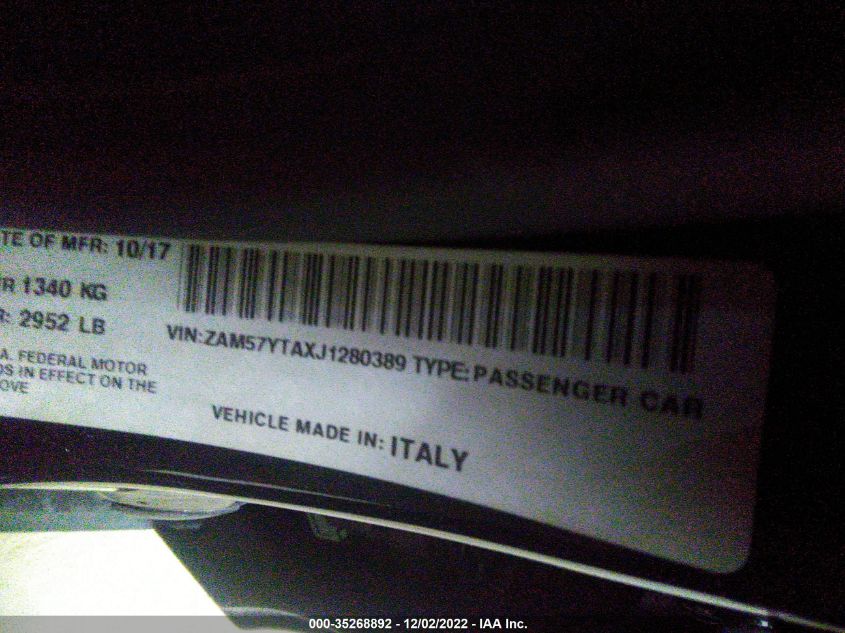 TE OF MFR: 10/17
R 1340 KG
R: 2952 LB
VIN:ZAM57YTAXJ1280389 TYPE:PASSENGER CAR
A. FEDERAL MOTOR
DS IN EFFECT ON THE
OVE
VEHICLE MADE IN: ITALY
000-35268892 - 12/02/2022 - IAA Inc.